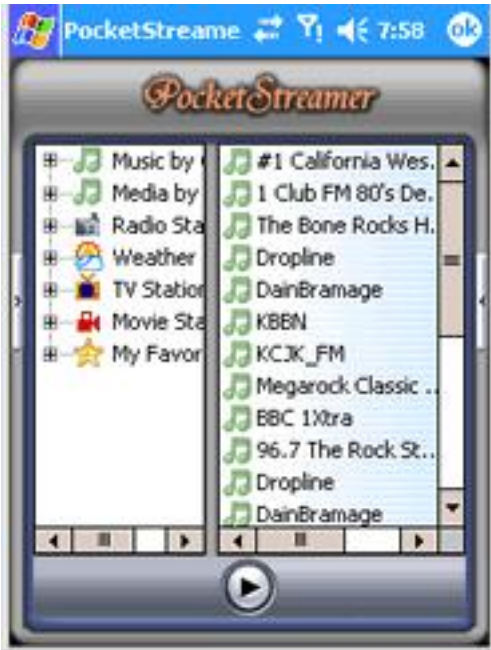 PocketStreame 7:58 ok
PocketStreamer
Music by
Media by
Radio Sta
Weather
TV Station
Movie Sta
My Favor
#1 California Wes.
1 Club FM 80's De.
The Bone Rocks H.
Dropline
DainBramage
KBBN
KCJK_FM
Megarock Classic ..
BBC 1Xtra
96.7 The Rock St..
Dropline
DainBramage